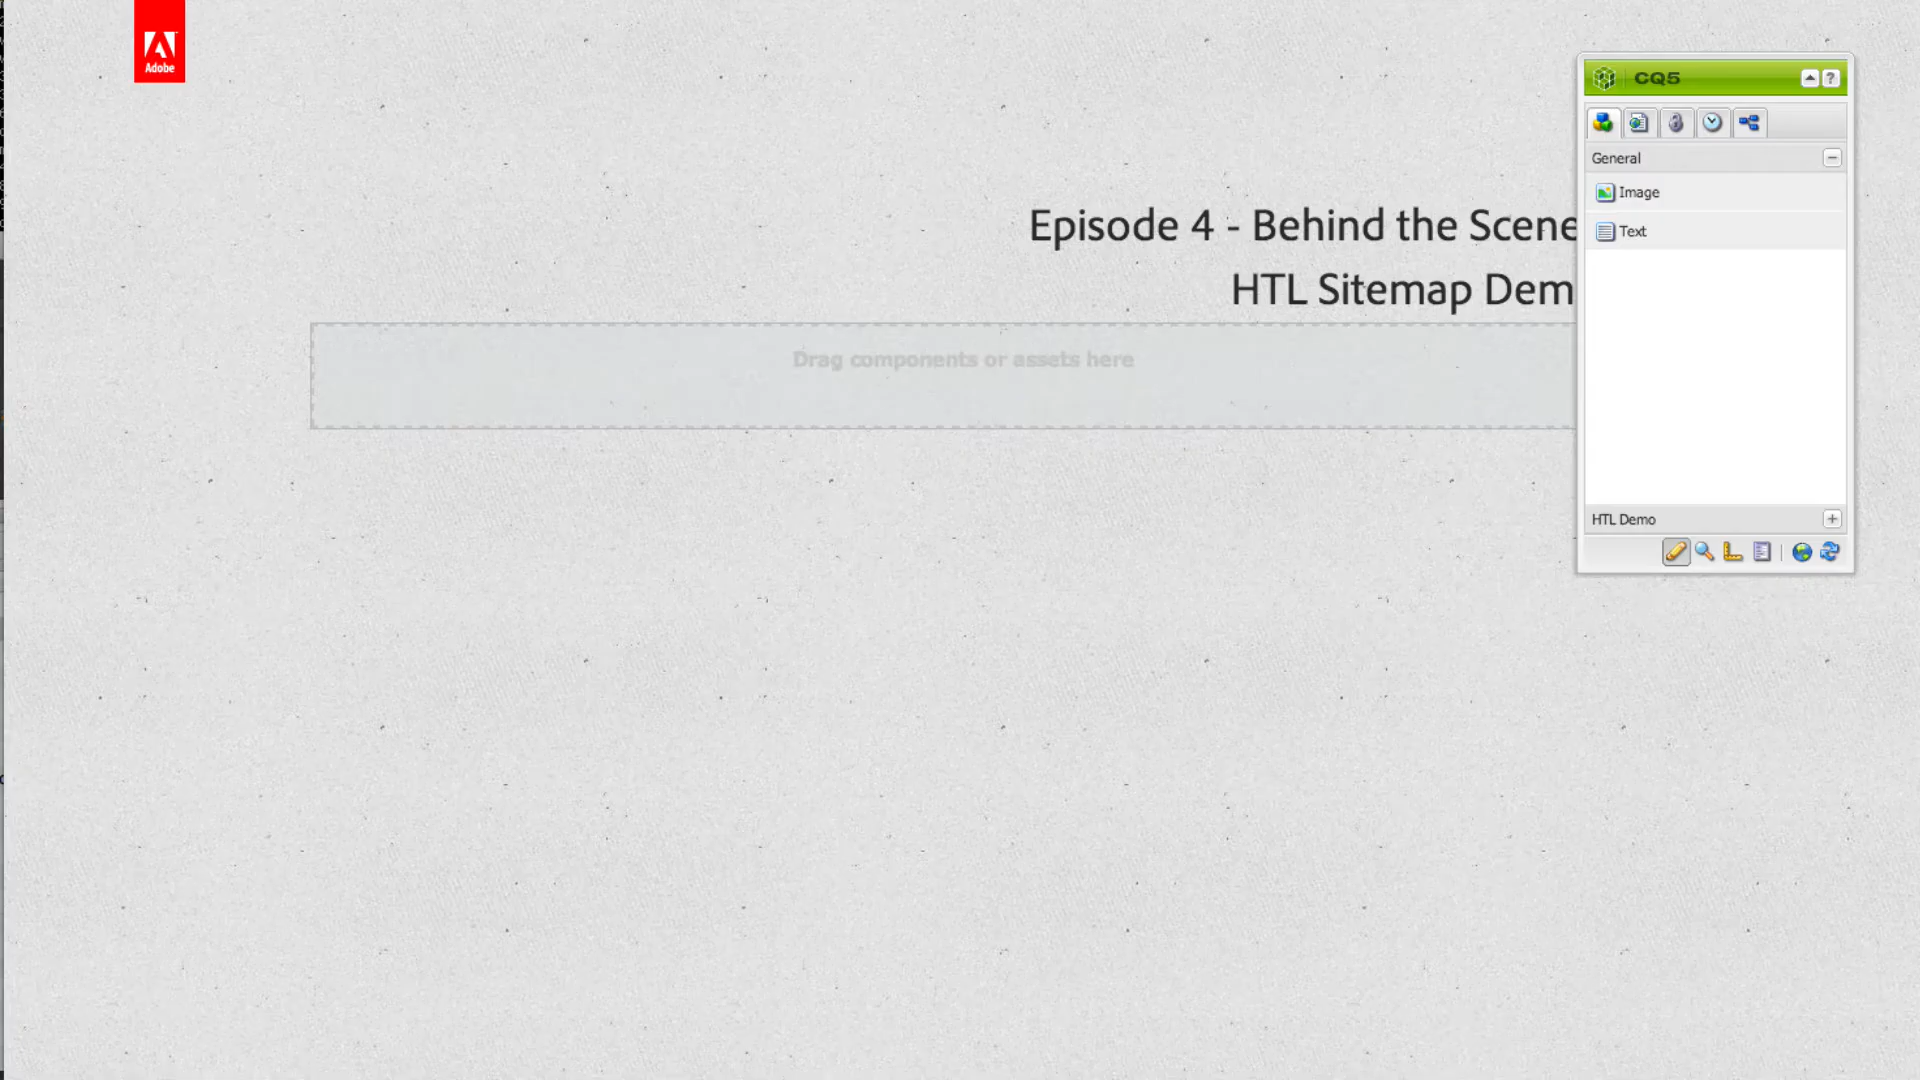 Adobe
CQ5
?
General
Image
Text
Episode 4 - Behind the Scene
HTL Sitemap Dem
Drag components or assets here
HTL Demo